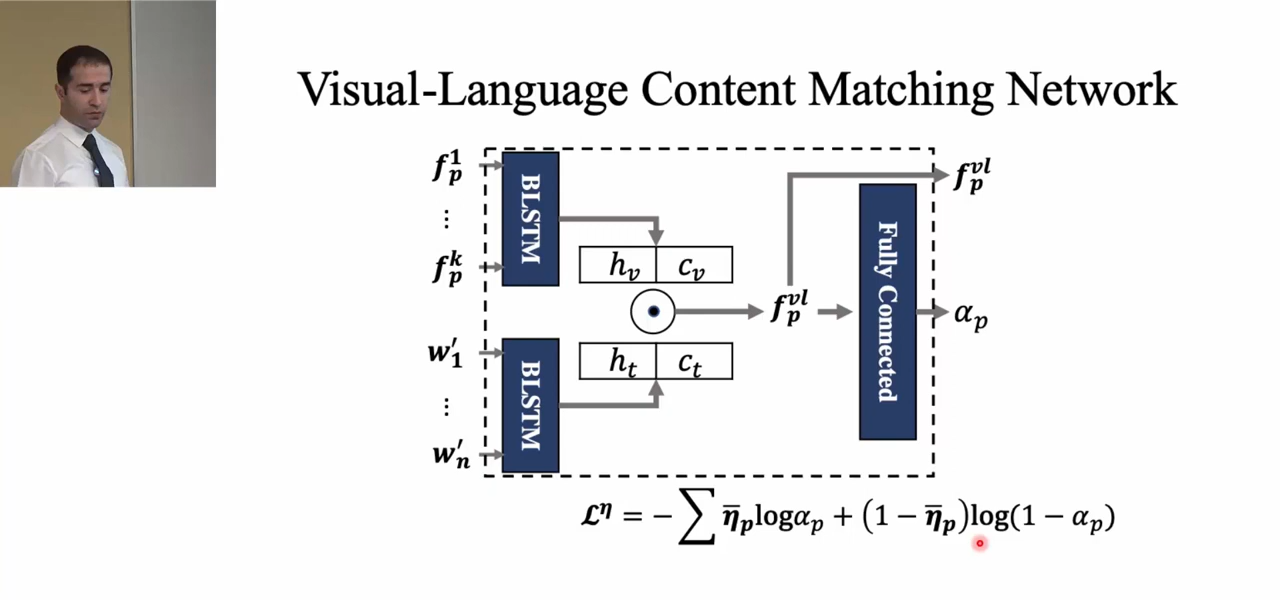 Visual-Language Content Matching Network
f_p^1
⋮
f_p^k
BLSTM
h_v c_v
f_p^{vl}
f_p^{vl}
Fully Connected
α_p
w'_1
⋮
w'_n
BLSTM
h_t c_t
ℒ^η = −∑ η̅_p logα_p + (1 − η̅_p)log(1 − α_p)